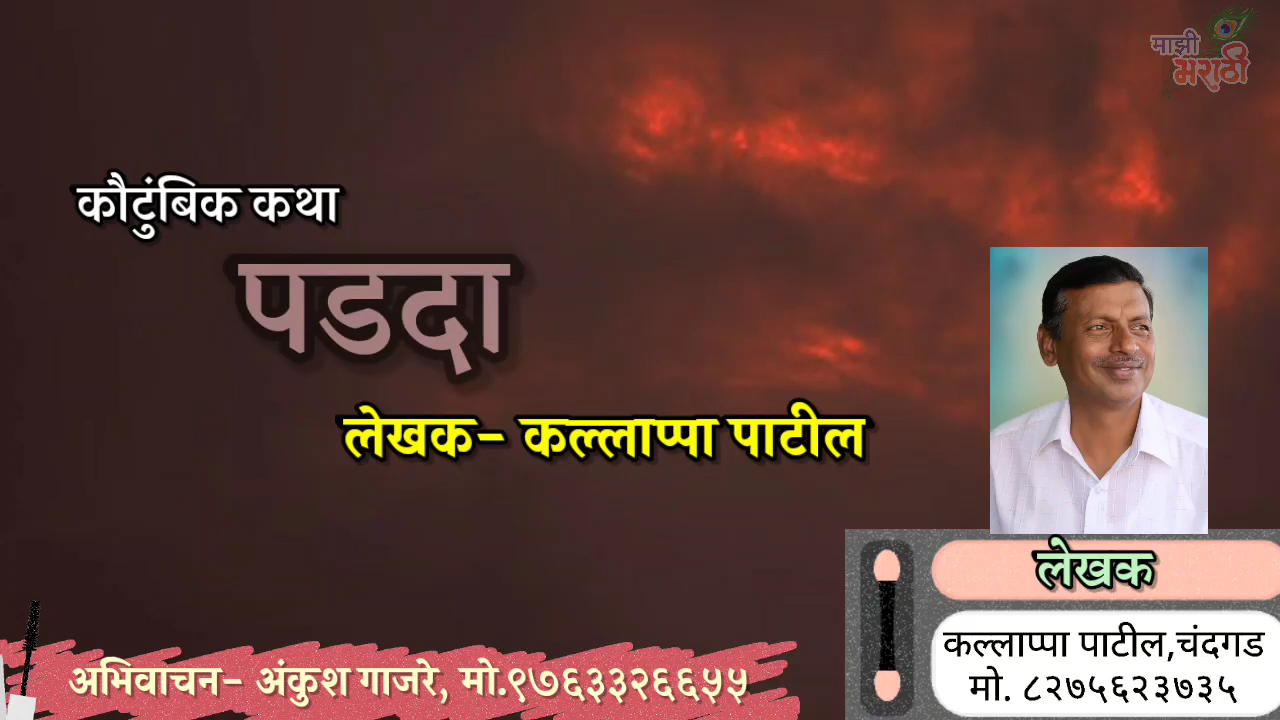 माझी
मराठी
कौटुंबिक कथा
पडदा
लेखक- कल्लाप्पा पाटील
लेखक
कल्लाप्पा पाटील,चंदगड
मो. ८२७५६२३७३५
अभिवाचन- अंकुश गाजरे, मो.९७६३३२६६५५